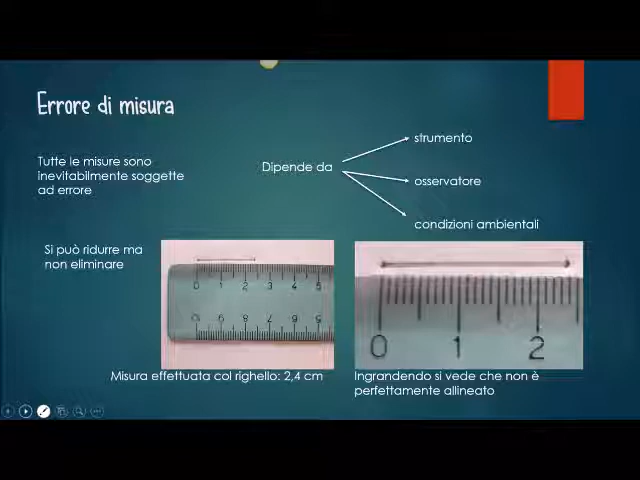 Errore di misura
Tutte le misure sono
inevitabilmente soggette
ad errore
Dipende da
strumento
osservatore
condizioni ambientali
Si può ridurre ma
non eliminare
0 1 2 3 4 5
0 1 2
Misura effettuata col righello: 2,4 cm
Ingrandendo si vede che non è
perfettamente allineato